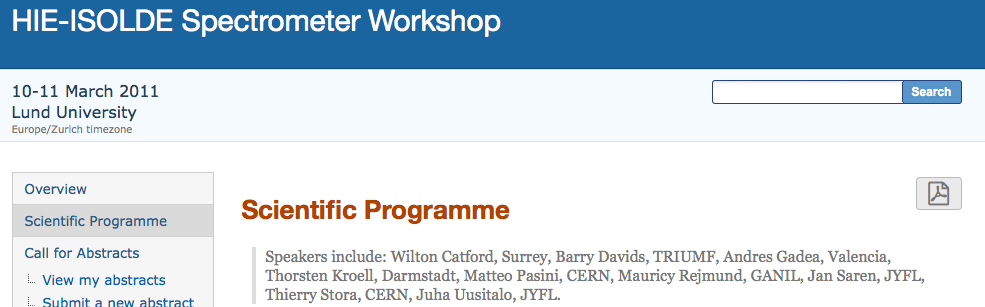 HIE-ISOLDE Spectrometer Workshop
10-11 March 2011
Lund University
Europe/Zurich timezone
Search
Overview
Scientific Programme
Call for Abstracts
View my abstracts
Submit a new abstract
Scientific Programme
Speakers include: Wilton Catford, Surrey, Barry Davids, TRIUMF, Andres Gadea, Valencia,
Thorsten Kroell, Darmstadt, Matteo Pasini, CERN, Mauricy Rejmund, GANIL, Jan Saren, JYFL,
Thierry Stora, CERN, Juha Uusitalo, JYFL.